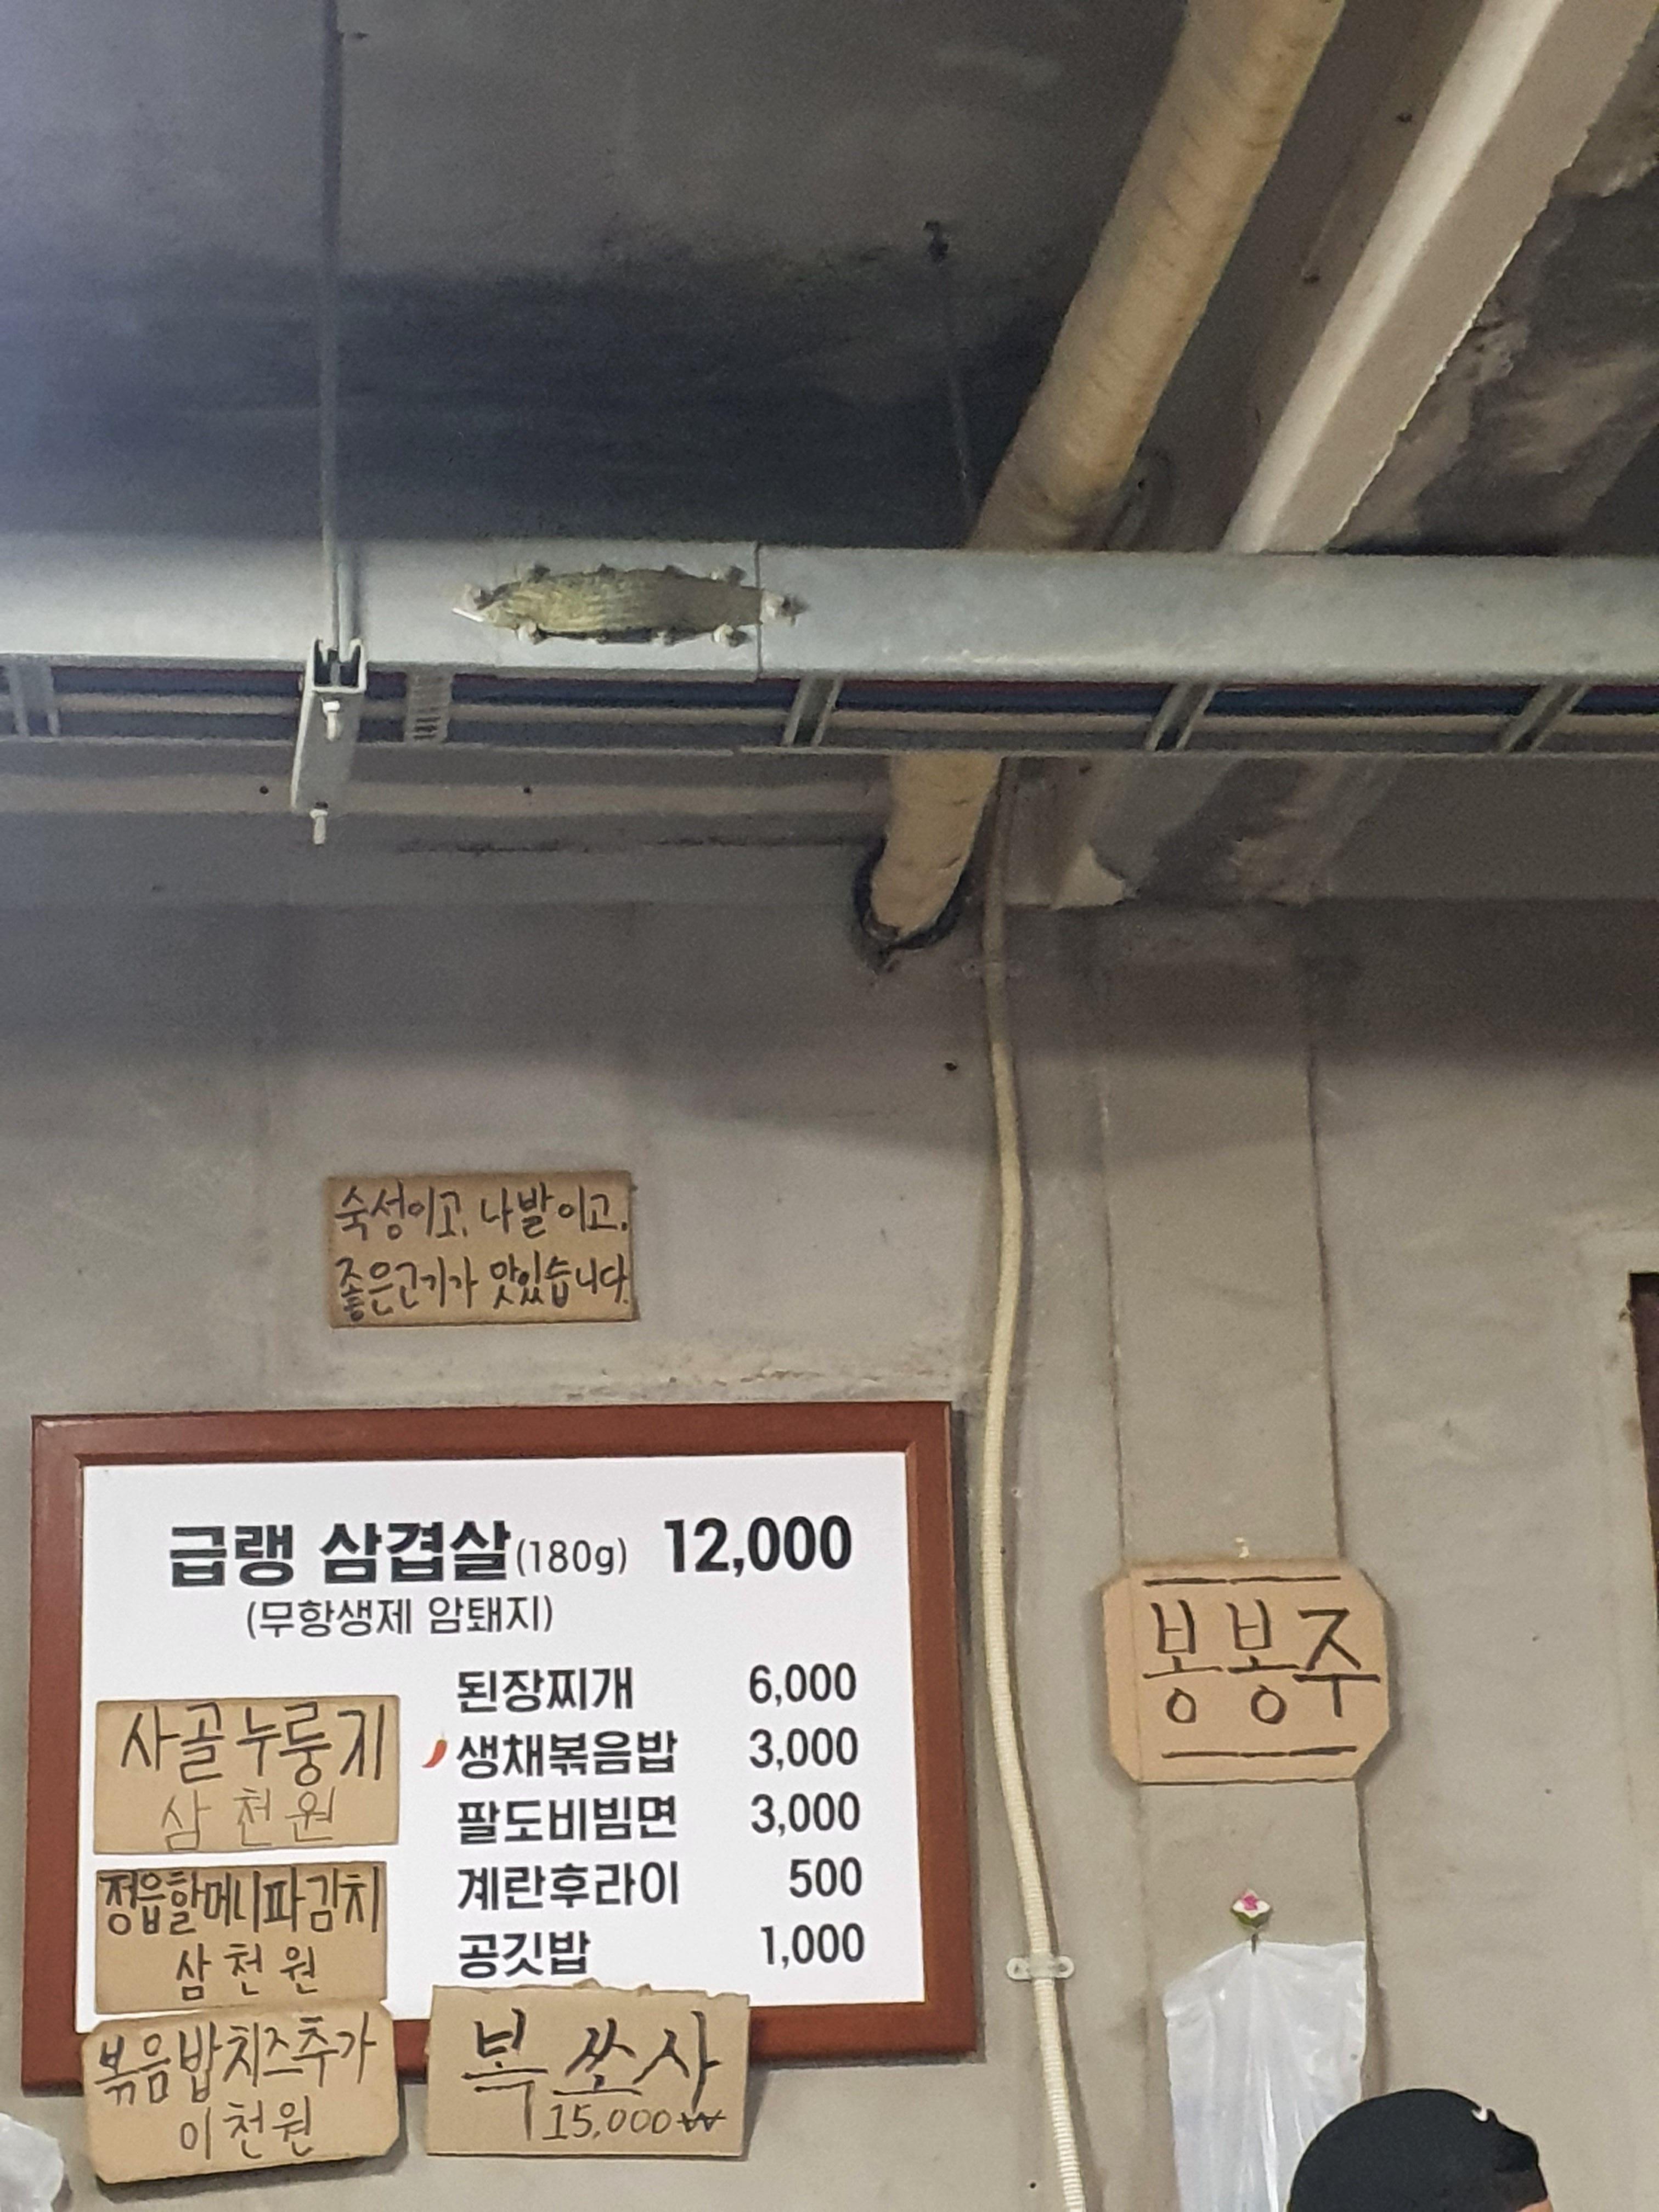 숙성이고, 나발이고,
좋은고기가 맛있습니다.
급랭 삼겹살(180g) 12,000
(무항생제 암퇘지)
된장찌개 6,000
생채볶음밥 3,000
팔도비빔면 3,000
계란후라이 500
공깃밥 1,000
사골누룽지
삼천원
정읍할머니파김치
삼천원
볶음밥치즈추가
이천원
복쏘사
15,000₩
봉봉주